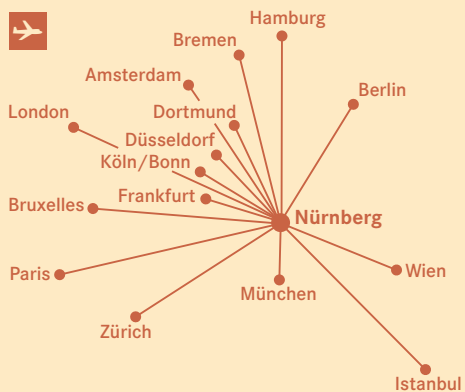 Hamburg
Bremen
Amsterdam
Berlin
London
Dortmund
Düsseldorf
Köln/Bonn
Frankfurt
Bruxelles
Nürnberg
Paris
Wien
München
Zürich
Istanbul